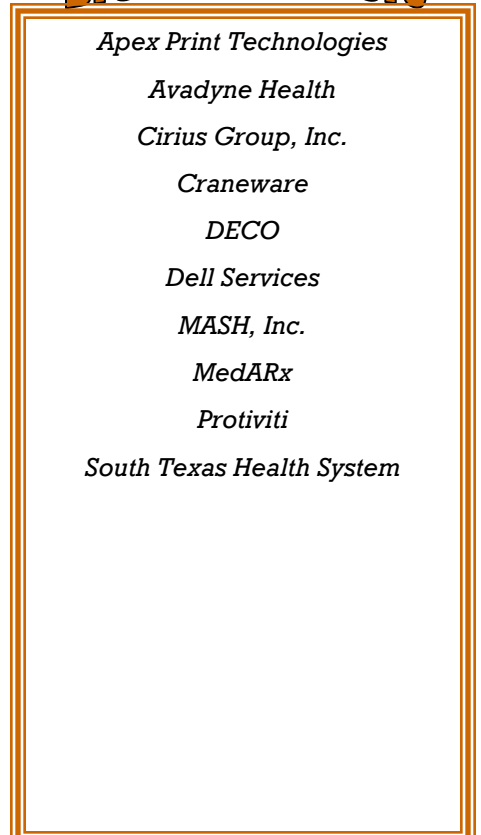 Apex Print Technologies
Avadyne Health
Cirius Group, Inc.
Craneware
DECO
Dell Services
MASH, Inc.
MedARx
Protiviti
South Texas Health System